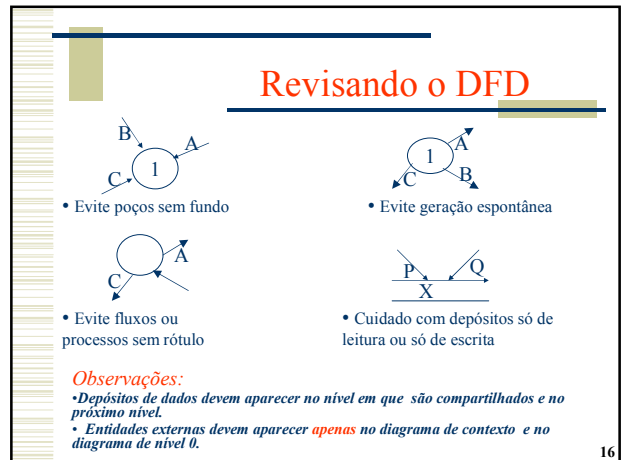 Revisando o DFD
B
A
1
C
• Evite poços sem fundo
1
A
B
C
• Evite geração espontânea
A
C
• Evite fluxos ou
processos sem rótulo
P
Q
X
• Cuidado com depósitos só de
leitura ou só de escrita
Observações:
•Depósitos de dados devem aparecer no nível em que são compartilhados e no
próximo nível.
• Entidades externas devem aparecer apenas no diagrama de contexto e no
diagrama de nível 0.
16